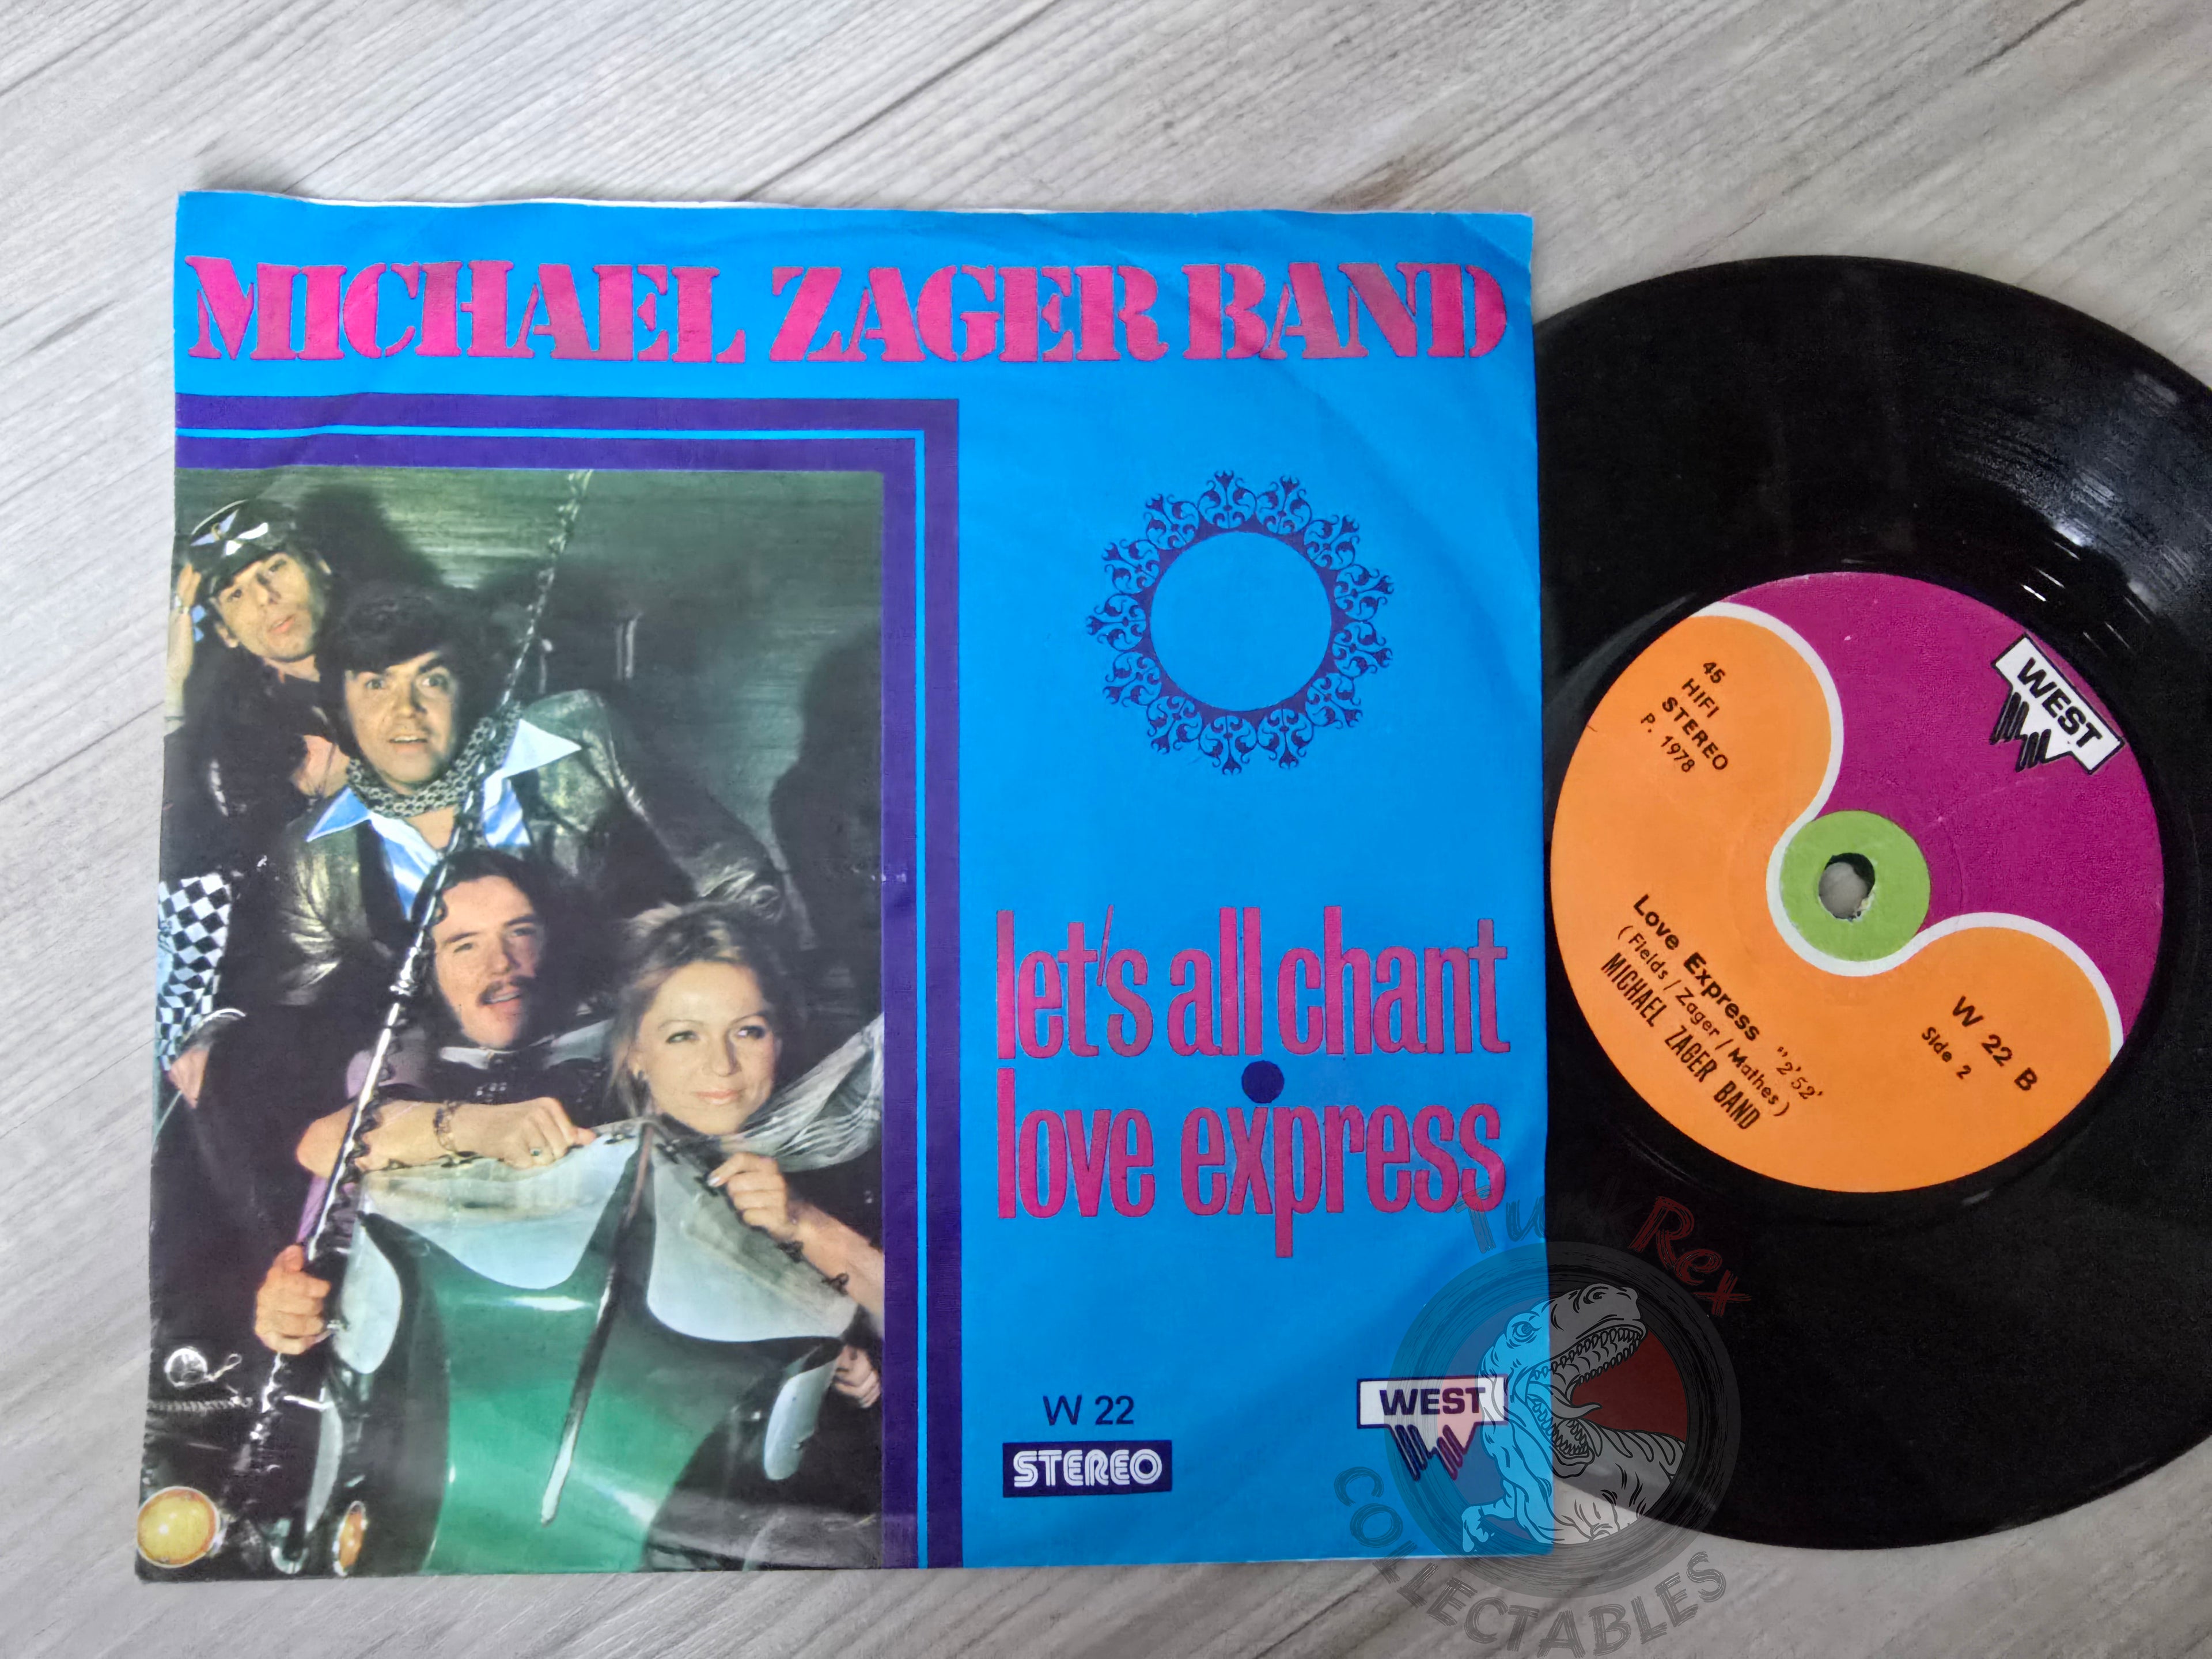 MICHAEL ZAGER BAND
let's all chant
love express
W 22
STEREO
WEST
WEST
45
HIFI
STEREO
P. 1978
W 22 B
Side 2
Love Express "2'52'
(Fields / Zager / Mathes)
MICHAEL ZAGER BAND
Rex
COLLECTABLES